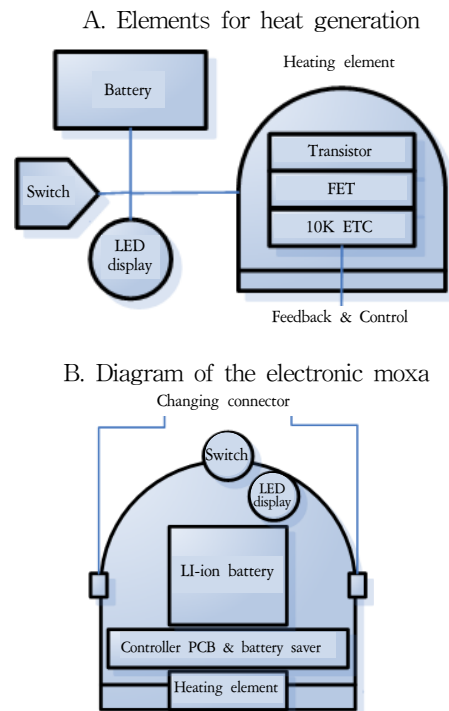 A. Elements for heat generation
Heating element
Battery
Transistor
Switch
FET
10K ETC
LED
display
Feedback & Control
B. Diagram of the electronic moxa
Changing connector
Switch
LED
display
LI-ion battery
Controller PCB & battery saver
Heating element